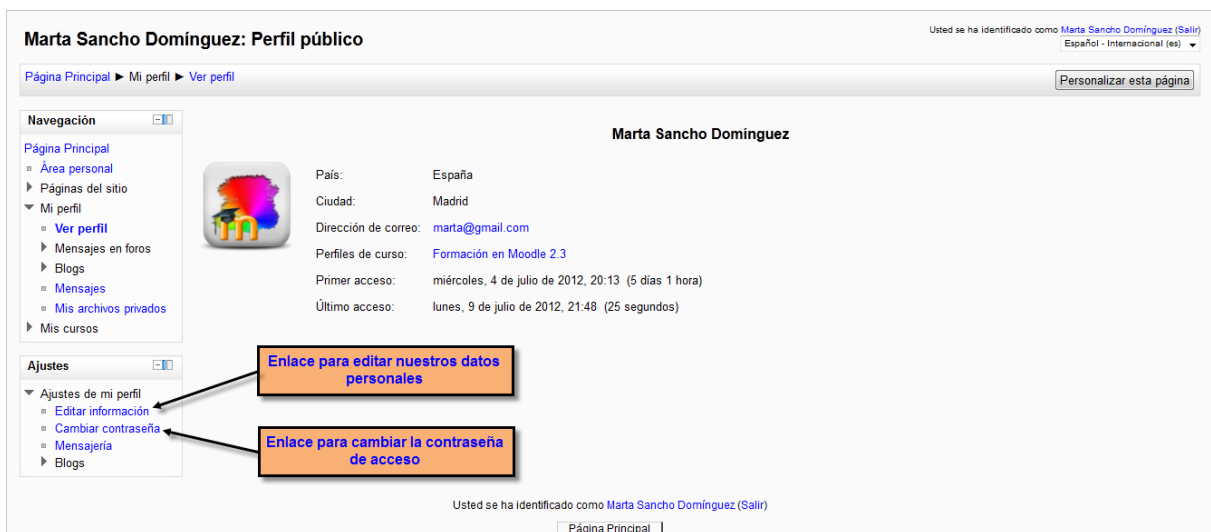 Marta Sancho Domínguez: Perfil público
Usted se ha identificado como Marta Sancho Domínguez (Salir)
Español - Internacional (es)
Página Principal ► Mi perfil ► Ver perfil
Personalizar esta página
Navegación
Página Principal
Área personal
Páginas del sitio
Mi perfil
Ver perfil
Mensajes en foros
Blogs
Mensajes
Mis archivos privados
Mis cursos
Ajustes
Ajustes de mi perfil
Editar información
Cambiar contraseña
Mensajería
Blogs
Marta Sancho Domínguez
m
País: España
Ciudad: Madrid
Dirección de correo: marta@gmail.com
Perfiles de curso: Formación en Moodle 2.3
Primer acceso: miércoles, 4 de julio de 2012, 20:13 (5 días 1 hora)
Último acceso: lunes, 9 de julio de 2012, 21:48 (25 segundos)
Enlace para editar nuestros datos
personales
Enlace para cambiar la contraseña
de acceso
Usted se ha identificado como Marta Sancho Domínguez (Salir)
Página Principal